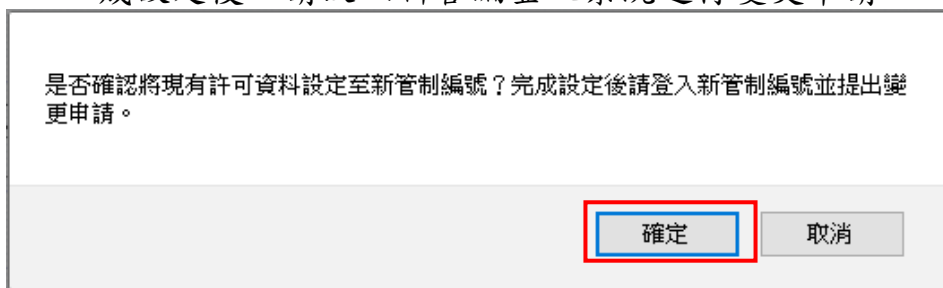 是否確認將現有許可資料設定至新管制編號？完成設定後請登入新管制編號並提出變
更申請。
確定
取消